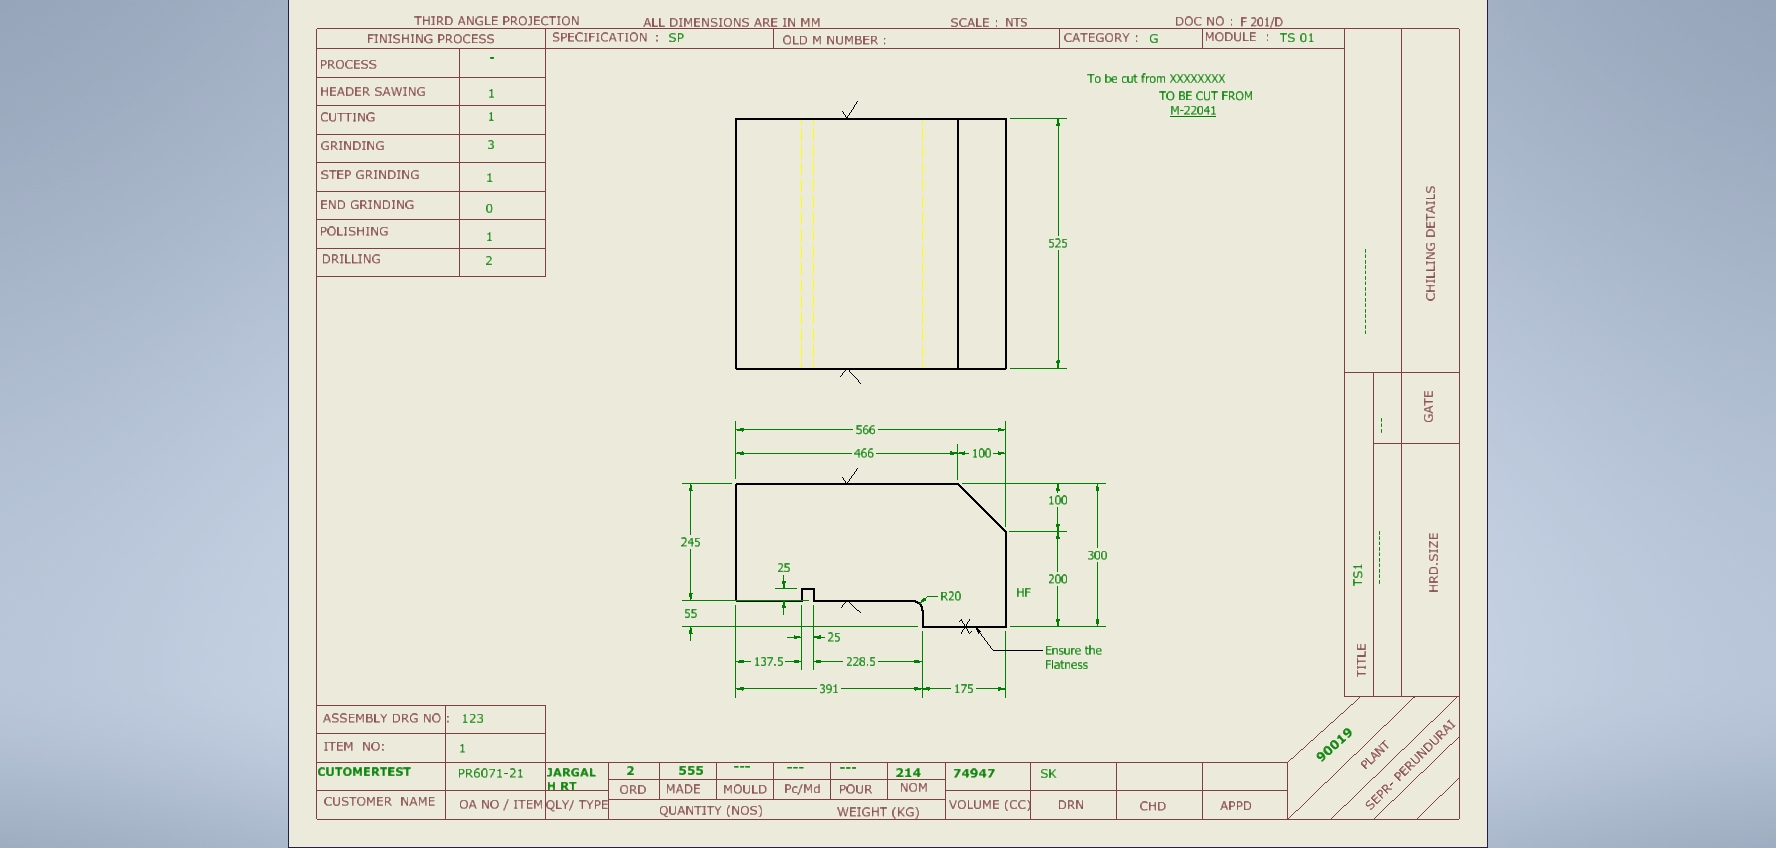 THIRD ANGLE PROJECTION ALL DIMENSIONS ARE IN MM SCALE : NTS DOC NO : F 201/D
FINISHING PROCESS SPECIFICATION : SP OLD M NUMBER : CATEGORY : G MODULE : TS 01
PROCESS -
HEADER SAWING 1
CUTTING 1
GRINDING 3
STEP GRINDING 1
END GRINDING 0
POLISHING 1
DRILLING 2
To be cut from XXXXXXXX
TO BE CUT FROM
M-22041
525
566
466 100
100
245
300
25
200
HF
R20
55
25
Ensure the
Flatness
137.5 228.5
391 175
CHILLING DETAILS
GATE
HRD.SIZE
TS1
TITLE
ASSEMBLY DRG NO : 123
ITEM NO: 1
CUTOMERTEST PR6071-21 JARGAL
H RT
2 555 --- --- --- 214 74947 SK
ORD MADE MOULD Pc/Md POUR NOM
CUSTOMER NAME OA NO / ITEM QLY/ TYPE QUANTITY (NOS) WEIGHT (KG) VOLUME (CC) DRN CHD APPD
90019
PLANT
SEPR- PERUNDURAI